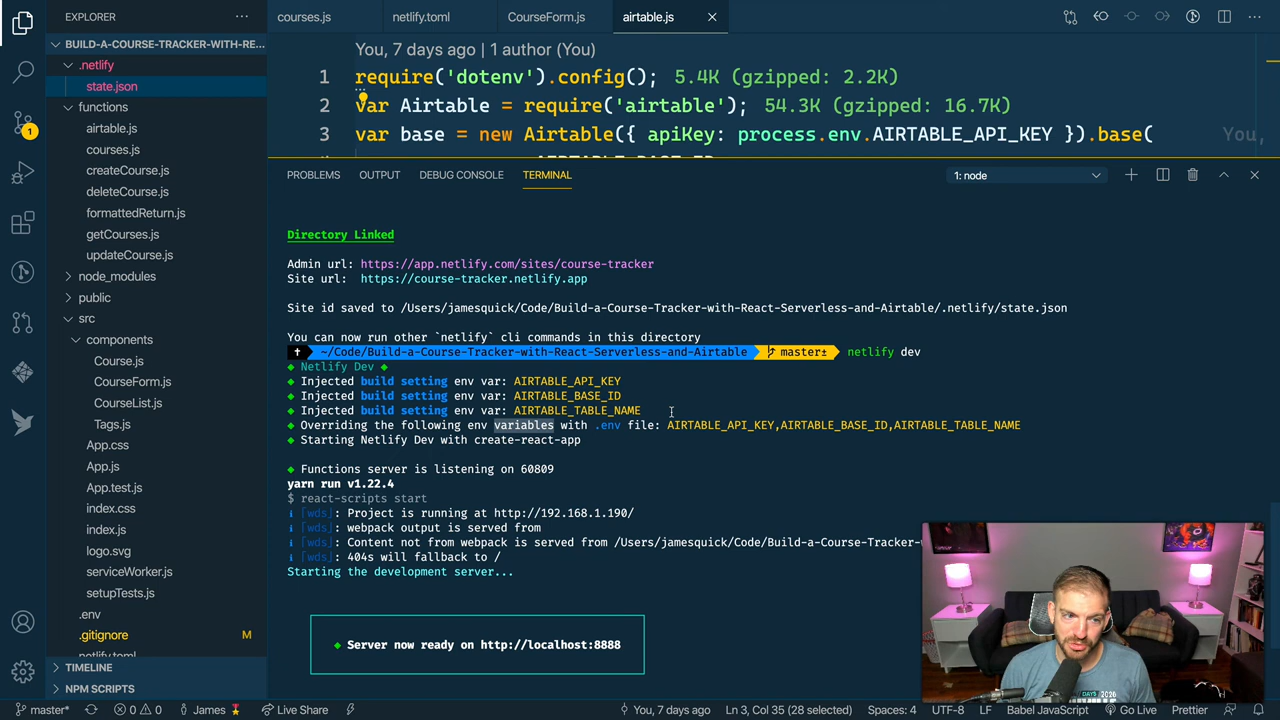 EXPLORER
courses.js
netlify.toml
CourseForm.js
airtable.js
BUILD-A-COURSE-TRACKER-WITH-RE...
.netlify
state.json
functions
airtable.js
courses.js
createCourse.js
deleteCourse.js
formattedReturn.js
getCourses.js
updateCourse.js
node_modules
public
src
components
Course.js
CourseForm.js
CourseList.js
Tags.js
App.css
App.js
App.test.js
index.css
index.js
logo.svg
serviceWorker.js
setupTests.js
.env
.gitignore M
netlify.toml
TIMELINE
NPM SCRIPTS
1
You, 7 days ago | 1 author (You)
1 require('dotenv').config(); 5.4K (gzipped: 2.2K)
2 var Airtable = require('airtable'); 54.3K (gzipped: 16.7K)
3 var base = new Airtable({ apiKey: process.env.AIRTABLE_API_KEY }).base( You,
PROBLEMS OUTPUT DEBUG CONSOLE TERMINAL 1: node
Directory Linked
Admin url: https://app.netlify.com/sites/course-tracker
Site url: https://course-tracker.netlify.app
Site id saved to /Users/jamesquick/Code/Build-a-Course-Tracker-with-React-Serverless-and-Airtable/.netlify/state.json
You can now run other `netlify` cli commands in this directory
~/Code/Build-a-Course-Tracker-with-React-Serverless-and-Airtable master± netlify dev
◆ Netlify Dev ◆
◆ Injected build setting env var: AIRTABLE_API_KEY
◆ Injected build setting env var: AIRTABLE_BASE_ID
◆ Injected build setting env var: AIRTABLE_TABLE_NAME
◆ Overriding the following env variables with .env file: AIRTABLE_API_KEY,AIRTABLE_BASE_ID,AIRTABLE_TABLE_NAME
◆ Starting Netlify Dev with create-react-app
◆ Functions server is listening on 60809
yarn run v1.22.4
$ react-scripts start
ℹ ｢wds｣: Project is running at http://192.168.1.190/
ℹ ｢wds｣: webpack output is served from
ℹ ｢wds｣: Content not from webpack is served from /Users/jamesquick/Code/Build-a-Course-Tracker-
ℹ ｢wds｣: 404s will fallback to /
Starting the development server...
◆ Server now ready on http://localhost:8888
master* 0 0 James Live Share You, 7 days ago Ln 3, Col 35 (28 selected) Spaces: 4 UTF-8 LF Babel JavaScript Go Live Prettier